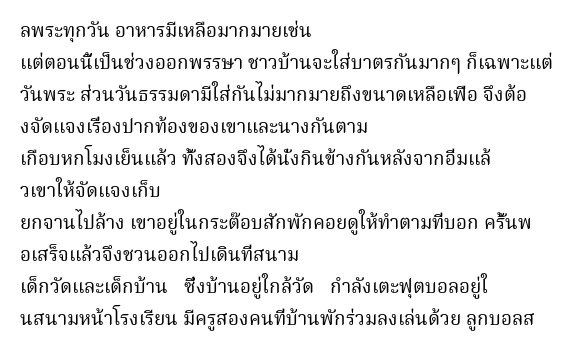 ลพระทุกวัน อาหารมีเหลือมากมายเช่น
แต่ตอนนี้เป็นช่วงออกพรรษา ชาวบ้านจะใส่บาตรกันมากๆ ก็เฉพาะแต่
วันพระ ส่วนวันธรรมดามีใส่กันไม่มากมายถึงขนาดเหลือเฟือ จึงต้อ
งจัดแจงเรื่องปากท้องของเขาและนางกันตาม
เกือบหกโมงเย็นแล้ว ทั้งสองจึงได้นั่งกินข้างกันหลังจากอิ่มแล้
วเขาให้จัดแจงเก็บ
ยกจานไปล้าง เขาอยู่ในกระต๊อบสักพักคอยดูให้ทำตามที่บอก ครั้นพ
อเสร็จแล้วจึงชวนออกไปเดินที่สนาม
เด็กวัดและเด็กบ้าน ซึ่งบ้านอยู่ใกล้วัด กำลังเตะฟุตบอลอยู่ใ
นสนามหน้าโรงเรียน มีครูสองคนที่บ้านพักร่วมลงเล่นด้วย ลูกบอลส